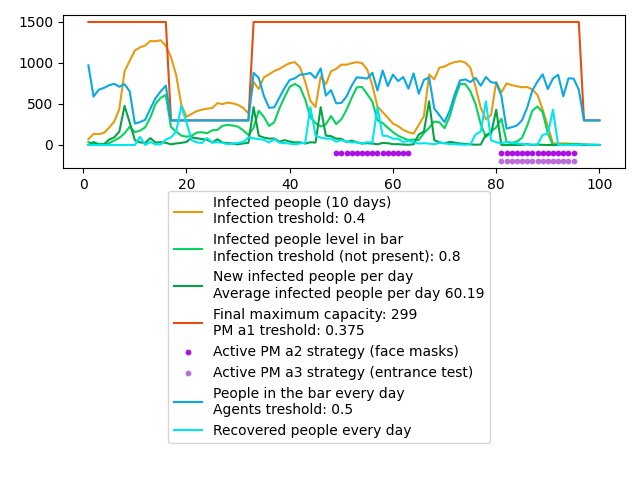 1500
1000
500
0
0 20 40 60 80 100
Infected people (10 days)
Infection treshold: 0.4
Infected people level in bar
Infection treshold (not present): 0.8
New infected people per day
Average infected people per day 60.19
Final maximum capacity: 299
PM a1 treshold: 0.375
Active PM a2 strategy (face masks)
Active PM a3 strategy (entrance test)
People in the bar every day
Agents treshold: 0.5
Recovered people every day